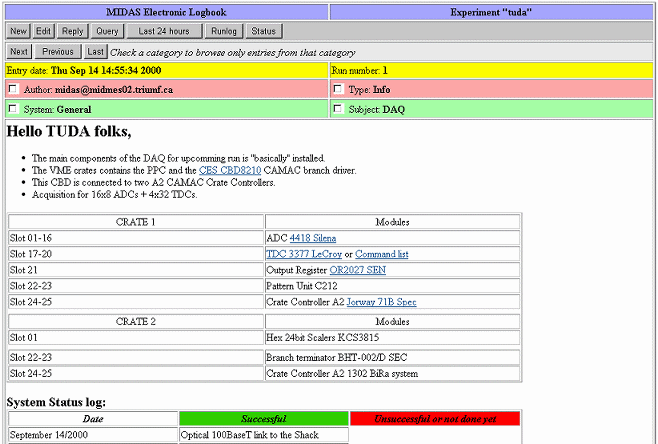 MIDAS Electronic Logbook Experiment "tuda"
New Edit Reply Query Last 24 hours Runlog Status
Next Previous Last Check a category to browse only entries from that category
Entry date: Thu Sep 14 14:55:34 2000 Run number: 1
Author: midas@midmes02.triumf.ca Type: Info
System: General Subject: DAQ
Hello TUDA folks,
• The main components of the DAQ for upcomming run is "basically" installed.
• The VME crates contains the PPC and the CES CBD8210 CAMAC branch driver.
• This CBD is connected to two A2 CAMAC Crate Controllers.
• Acquisition for 16x8 ADCs + 4x32 TDCs.
CRATE 1 Modules
Slot 01-16 ADC 4418 Silena
Slot 17-20 TDC 3377 LeCroy or Command list
Slot 21 Output Register OR2027 SEN
Slot 22-23 Pattern Unit C212
Slot 24-25 Crate Controller A2 Jorway 71B Spec
CRATE 2 Modules
Slot 01 Hex 24bit Scalers KCS3815
Slot 22-23 Branch terminator BHT-002/D SEC
Slot 24-25 Crate Controller A2 1302 BiRa system
System Status log:
Date Successful Unsuccessful or not done yet
September 14/2000 Optical 100BaseT link to the Shack